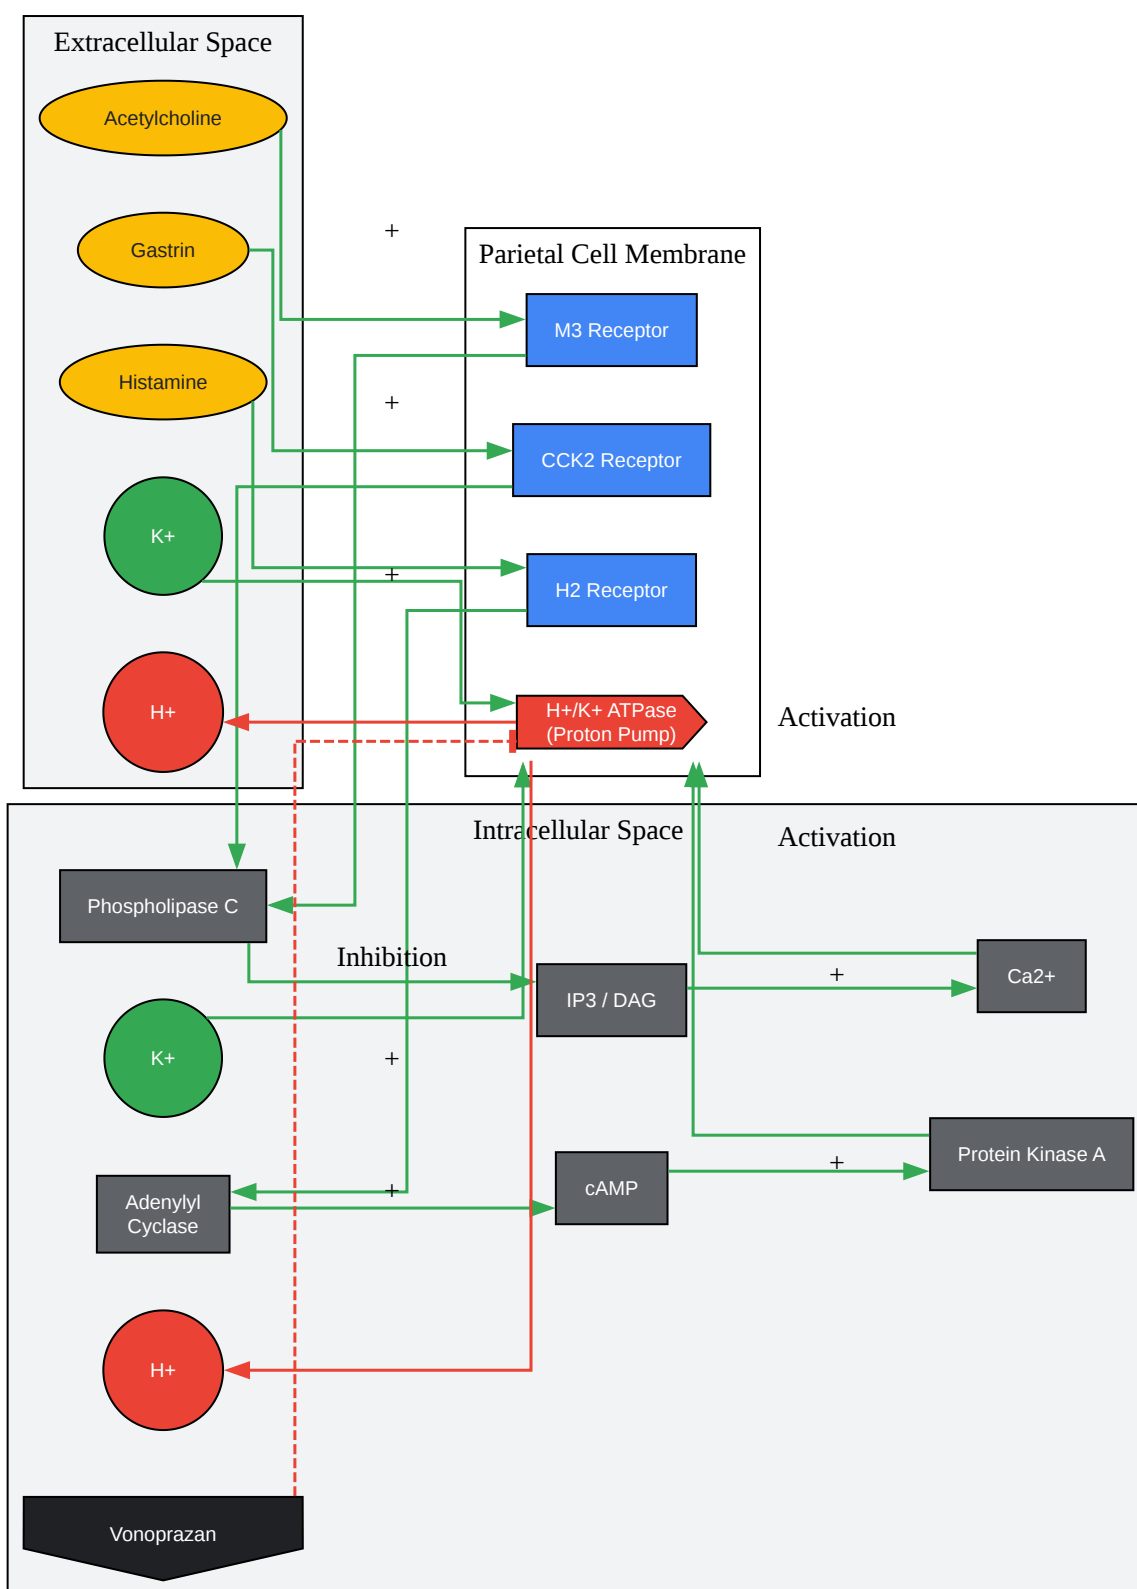 Extracellular Space
Acetylcholine
+
Gastrin
Parietal Cell Membrane
M3 Receptor
Histamine
+
CCK2 Receptor
K+
+
H2 Receptor
H+
H+/K+ ATPase
(Proton Pump)
Activation
Intracellular Space
Activation
Phospholipase C
Inhibition
IP3 / DAG
+
Ca2+
K+
+
Protein Kinase A
+
cAMP
+
Adenylyl
Cyclase
H+
Vonoprazan